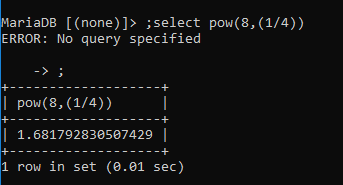 MariaDB [(none)]> ;select pow(8,(1/4))
ERROR: No query specified
    -> ;
+-------------------+
| pow(8,(1/4))      |
+-------------------+
| 1.681792830507429 |
+-------------------+
1 row in set (0.01 sec)